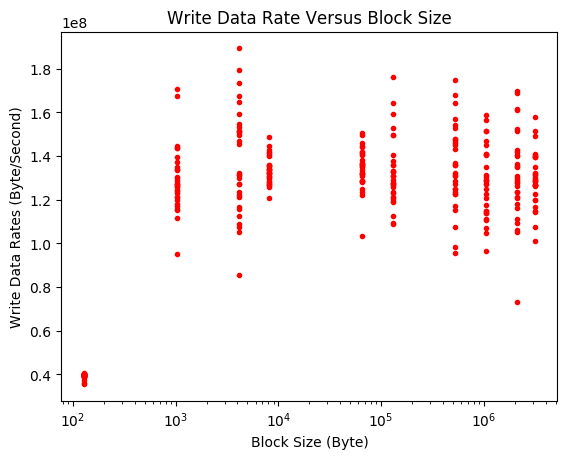 Write Data Rate Versus Block Size
1e8
1.8
1.6
1.4
1.2
1.0
0.8
0.6
0.4
Write Data Rates (Byte/Second)
10² 10³ 10⁴ 10⁵ 10⁶
Block Size (Byte)